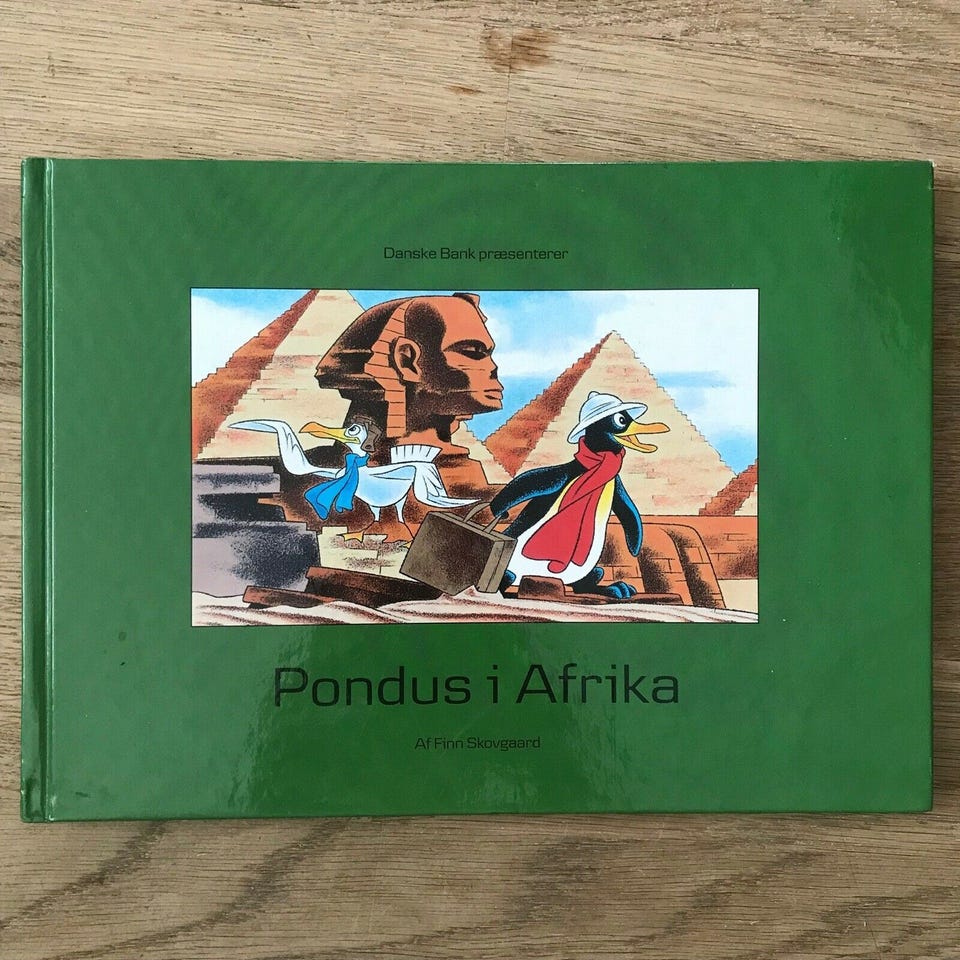 Danske Bank præsenterer
Pondus i Afrika
Af Finn Skovgaard